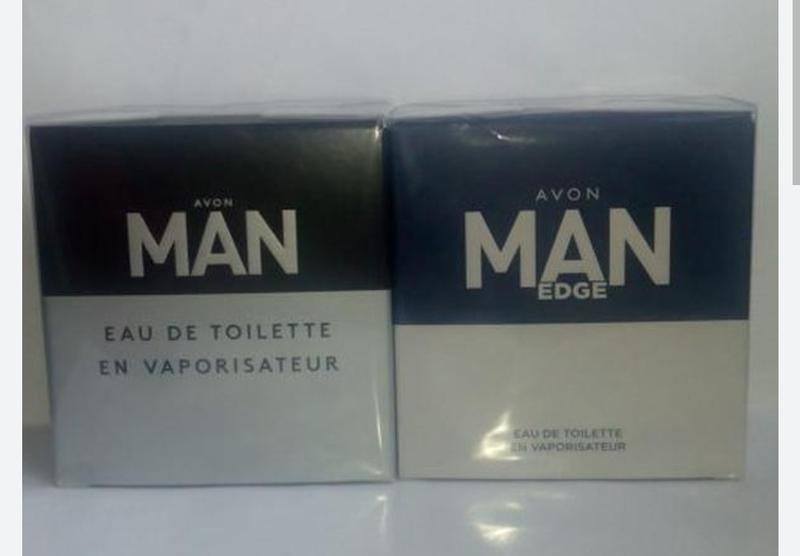 AVON
MAN
EAU DE TOILETTE
EN VAPORISATEUR
AVON
MAN
EDGE
EAU DE TOILETTE
EN VAPORISATEUR